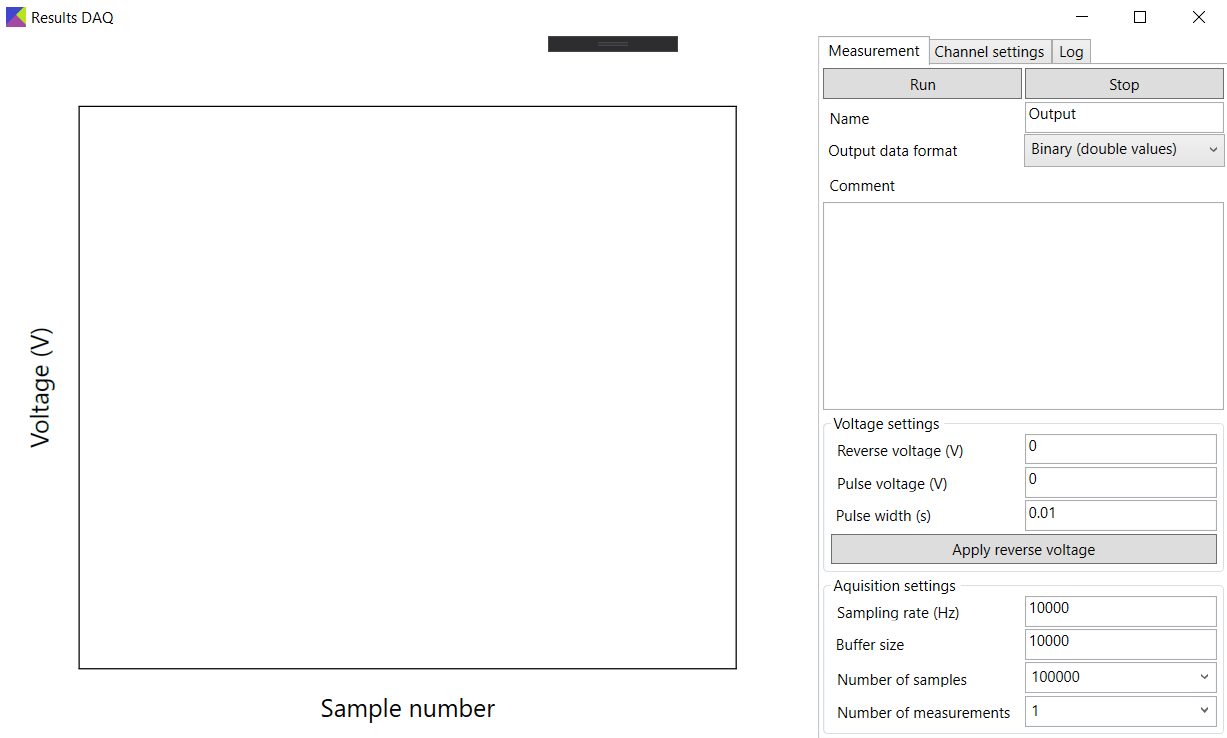 Results DAQ
Measurement Channel settings Log
Run Stop
Name Output
Output data format Binary (double values)
Comment
Voltage (V)
Sample number
Voltage settings
Reverse voltage (V) 0
Pulse voltage (V) 0
Pulse width (s) 0.01
Apply reverse voltage
Aquisition settings
Sampling rate (Hz) 10000
Buffer size 10000
Number of samples 100000
Number of measurements 1